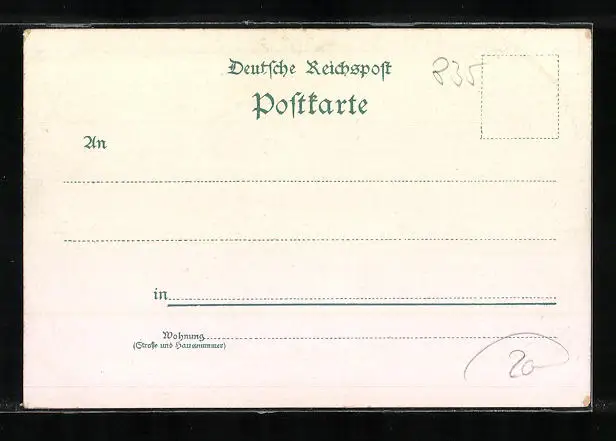 Deutsche Reichspost
835
Postkarte
An
in
Wohnung
(Straße und Hausnummer)
20